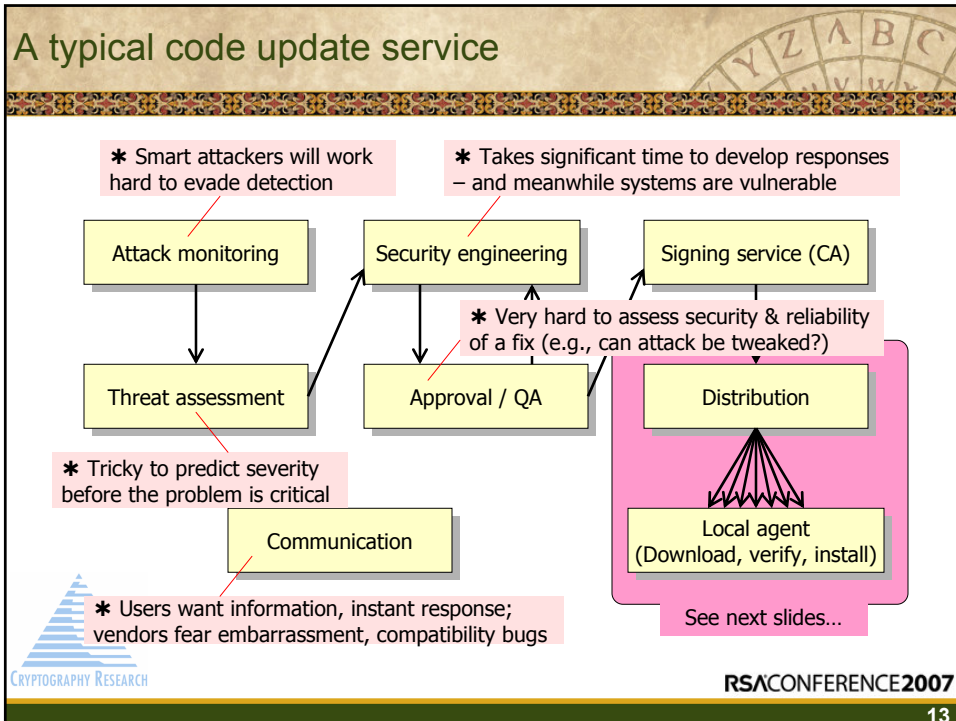 A typical code update service
Y Z Λ B C
✱ Smart attackers will work
hard to evade detection
✱ Takes significant time to develop responses
– and meanwhile systems are vulnerable
Attack monitoring
Security engineering
Signing service (CA)
✱ Very hard to assess security & reliability
of a fix (e.g., can attack be tweaked?)
Threat assessment
Approval / QA
Distribution
✱ Tricky to predict severity
before the problem is critical
Communication
Local agent
(Download, verify, install)
✱ Users want information, instant response;
vendors fear embarrassment, compatibility bugs
See next slides...
CRYPTOGRAPHY RESEARCH
RSACONFERENCE2007
13